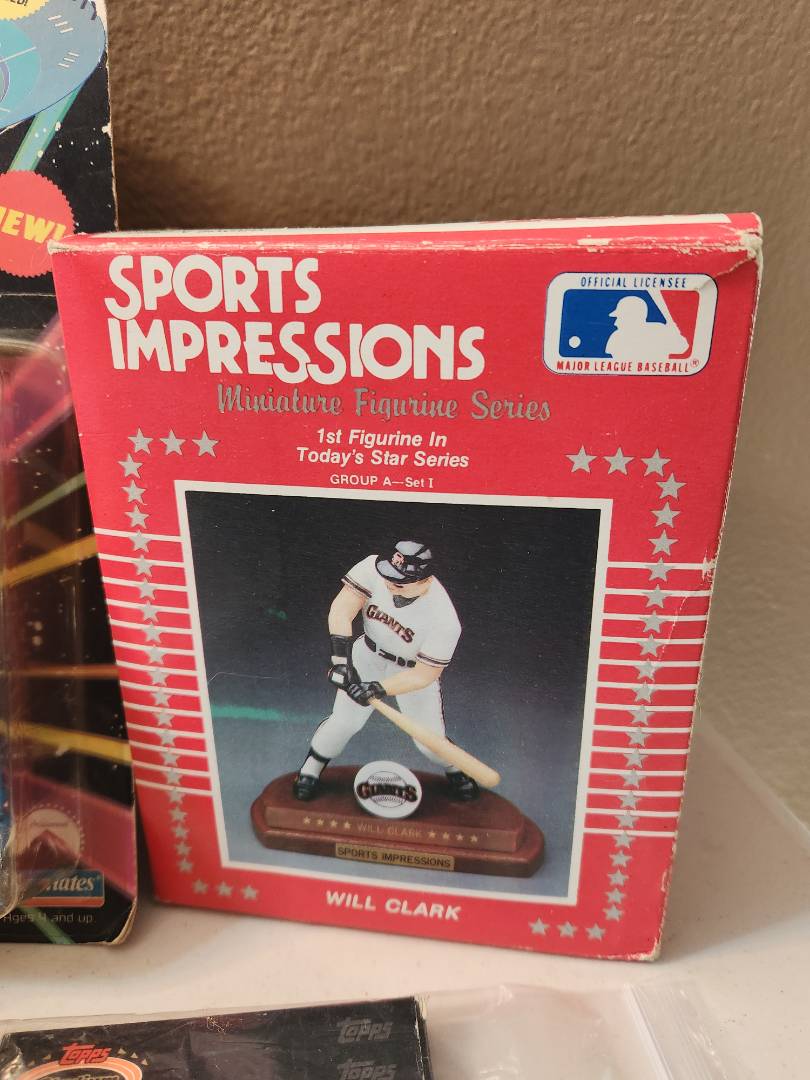 NEW!
SPORTS
IMPRESSIONS
OFFICIAL LICENSEE
MAJOR LEAGUE BASEBALL®
Miniature Figurine Series
1st Figurine In
Today's Star Series
GROUP A—Set I
GIANTS
GIANTS
★★★★ WILL CLARK ★★★★
SPORTS IMPRESSIONS
WILL CLARK
Ages 4 and up.
TOPPS
TOPPS
TOPPS